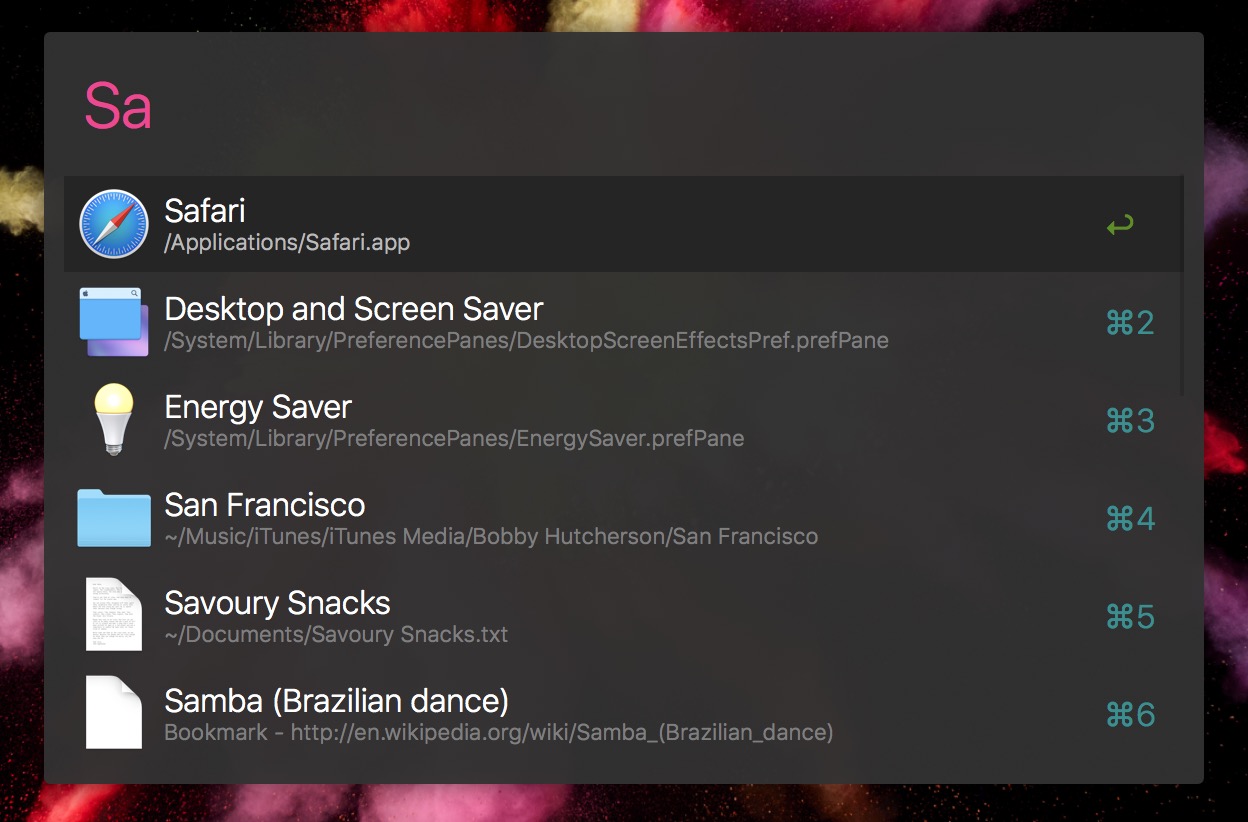 Sa
Safari
/Applications/Safari.app
↩
Desktop and Screen Saver
/System/Library/PreferencePanes/DesktopScreenEffectsPref.prefPane
⌘2
Energy Saver
/System/Library/PreferencePanes/EnergySaver.prefPane
⌘3
San Francisco
~/Music/iTunes/iTunes Media/Bobby Hutcherson/San Francisco
⌘4
Savoury Snacks
~/Documents/Savoury Snacks.txt
⌘5
Samba (Brazilian dance)
Bookmark - http://en.wikipedia.org/wiki/Samba_(Brazilian_dance)
⌘6